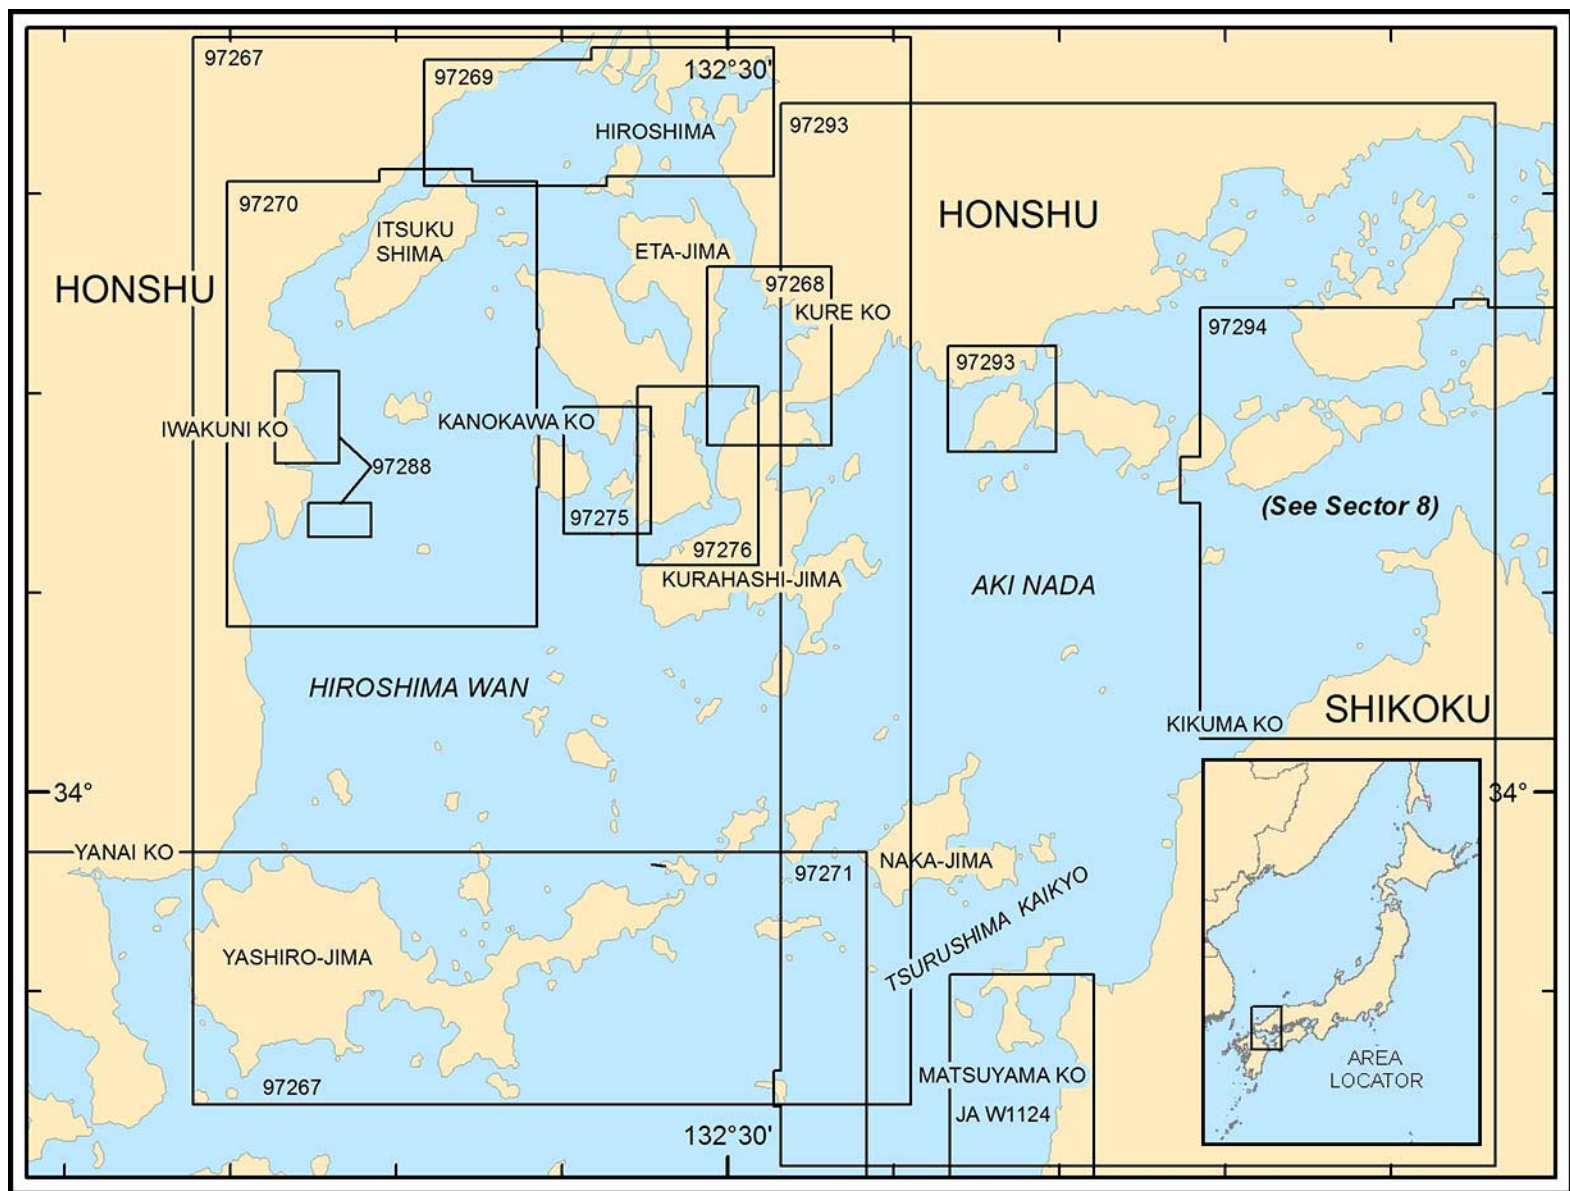 97267
97269
132°30'
HIROSHIMA
97293
97270
ITSUKU
SHIMA
HONSHU
ETA-JIMA
HONSHU
97268
KURE KO
97294
97293
IWAKUNI KO
KANOKAWA KO
97288
97275
97276
(See Sector 8)
KURAHASHI-JIMA
AKI NADA
HIROSHIMA WAN
SHIKOKU
KIKUMA KO
34°
34°
YANAI KO
NAKA-JIMA
97271
TSURUSHIMA KAIKYO
YASHIRO-JIMA
97267
MATSUYAMA KO
JA W1124
132°30'
AREA
LOCATOR